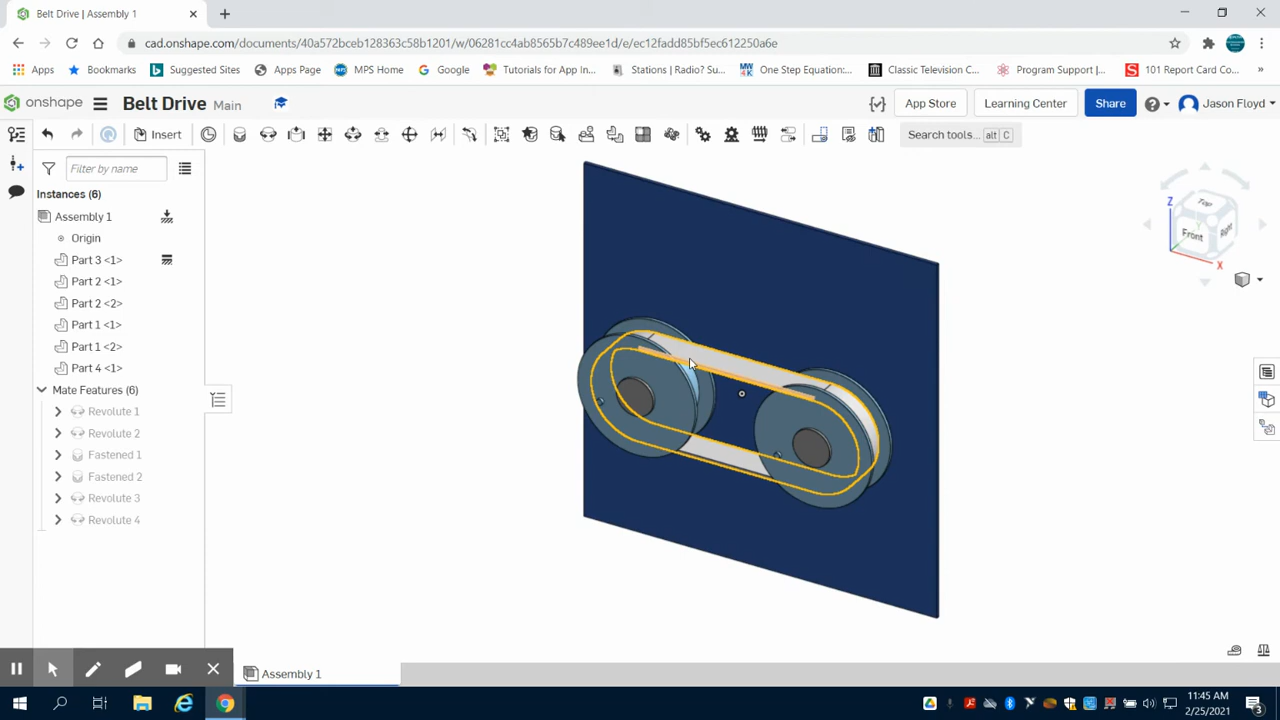 Belt Drive | Assembly 1
cad.onshape.com/documents/40a572bceb128363c58b1201/w/06281cc4ab8565b7c489ee1d/e/ec12fadd85bf5ec612250a6e
Apps Bookmarks Suggested Sites Apps Page MPS Home Google Tutorials for App In... Stations | Radio? Su... One Step Equation:... Classic Television C... Program Support |... 101 Report Card Co... »
onshape Belt Drive Main App Store Learning Center Share Jason Floyd
Insert Search tools... alt C
Filter by name
Instances (6)
Assembly 1
Origin
Part 3 <1>
Part 2 <1>
Part 2 <2>
Part 1 <1>
Part 1 <2>
Part 4 <1>
Mate Features (6)
Revolute 1
Revolute 2
Fastened 1
Fastened 2
Revolute 3
Revolute 4
Z
Top
Front
Right
X
Assembly 1
11:45 AM
2/25/2021
3